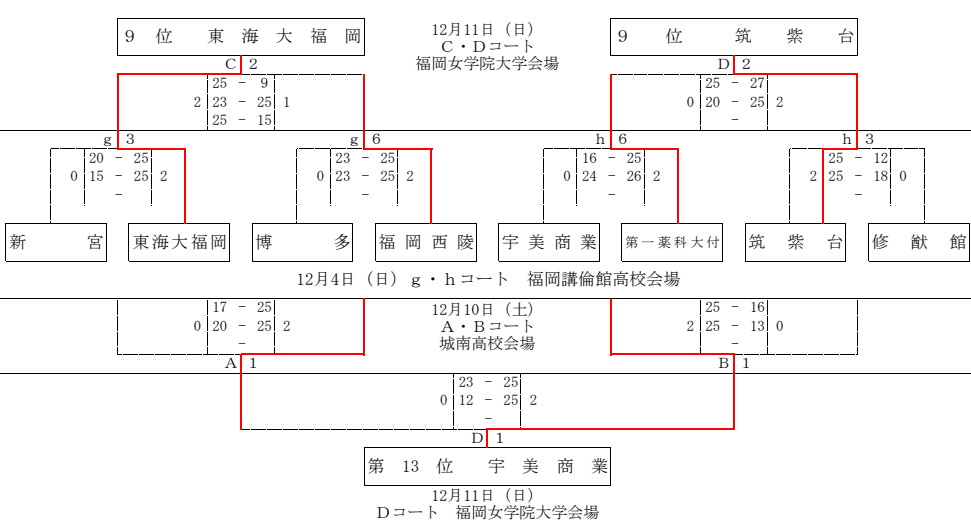 9 位 東 海 大 福 岡
12月11日（日）
C・Dコート
福岡女学院大学会場
9 位 筑 紫 台
C 2
D 2
25 － 9
2 23 － 25 1
25 － 15
25 － 27
0 20 － 25 2
－
g 3
g 6
h 6
h 3
20 － 25
0 15 － 25 2
－
23 － 25
0 23 － 25 2
－
16 － 25
0 24 － 26 2
－
25 － 12
2 25 － 18 0
－
新 宮
東海大福岡
博 多
福 岡 西 陵
宇 美 商 業
第一薬科大付
筑 紫 台
修 猷 館
12月4日（日）g・hコート 福岡講倫館高校会場
17 － 25
0 20 － 25 2
－
12月10日（土）
A・Bコート
城南高校会場
25 － 16
2 25 － 13 0
－
A 1
B 1
23 － 25
0 12 － 25 2
－
D 1
第 13 位 宇 美 商 業
12月11日（日）
Dコート 福岡女学院大学会場